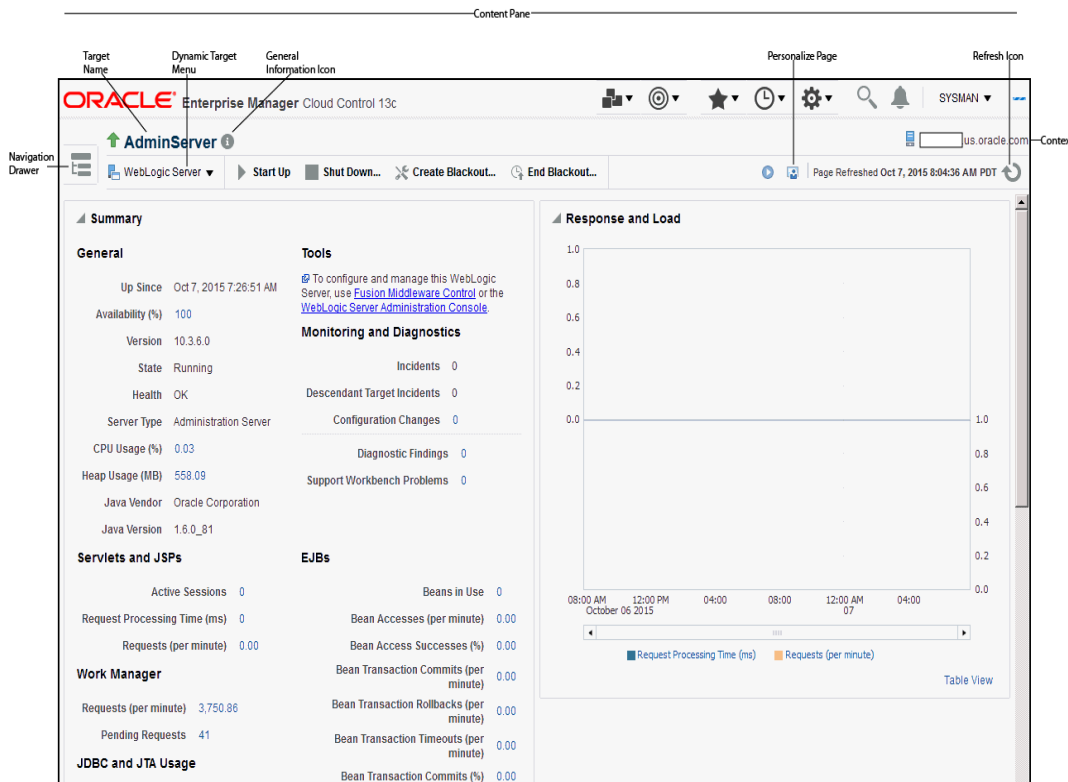 Content Pane
Target Name
Dynamic Target Menu
General Information Icon
Personalize Page
Refresh Icon
ORACLE Enterprise Manager Cloud Control 13c
SYSMAN
AdminServer
us.oracle.com
Navigation Drawer
WebLogic Server
Start Up
Shut Down...
Create Blackout...
End Blackout...
Page Refreshed Oct 7, 2015 8:04:36 AM PDT
Summary
General
Up Since Oct 7, 2015 7:26:51 AM
Availability (%) 100
Version 10.3.6.0
State Running
Health OK
Server Type Administration Server
CPU Usage (%) 0.03
Heap Usage (MB) 558.09
Java Vendor Oracle Corporation
Java Version 1.6.0_81
Servlets and JSPs
Active Sessions 0
Request Processing Time (ms) 0
Requests (per minute) 0.00
Work Manager
Requests (per minute) 3,750.86
Pending Requests 41
JDBC and JTA Usage
Tools
To configure and manage this WebLogic
Server, use Fusion Middleware Control or the
WebLogic Server Administration Console.
Monitoring and Diagnostics
Incidents 0
Descendant Target Incidents 0
Configuration Changes 0
Diagnostic Findings 0
Support Workbench Problems 0
EJBs
Beans in Use 0
Bean Accesses (per minute) 0.00
Bean Access Successes (%) 0.00
Bean Transaction Commits (per minute) 0.00
Bean Transaction Rollbacks (per minute) 0.00
Bean Transaction Timeouts (per minute) 0.00
Bean Transaction Commits (%) 0.00
Response and Load
1.0
0.8
0.6
0.4
0.2
0.0
1.0
0.8
0.6
0.4
0.2
0.0
08:00 AM 12:00 PM 04:00 08:00 12:00 AM 04:00
October 06 2015 07
Request Processing Time (ms) Requests (per minute)
Table View